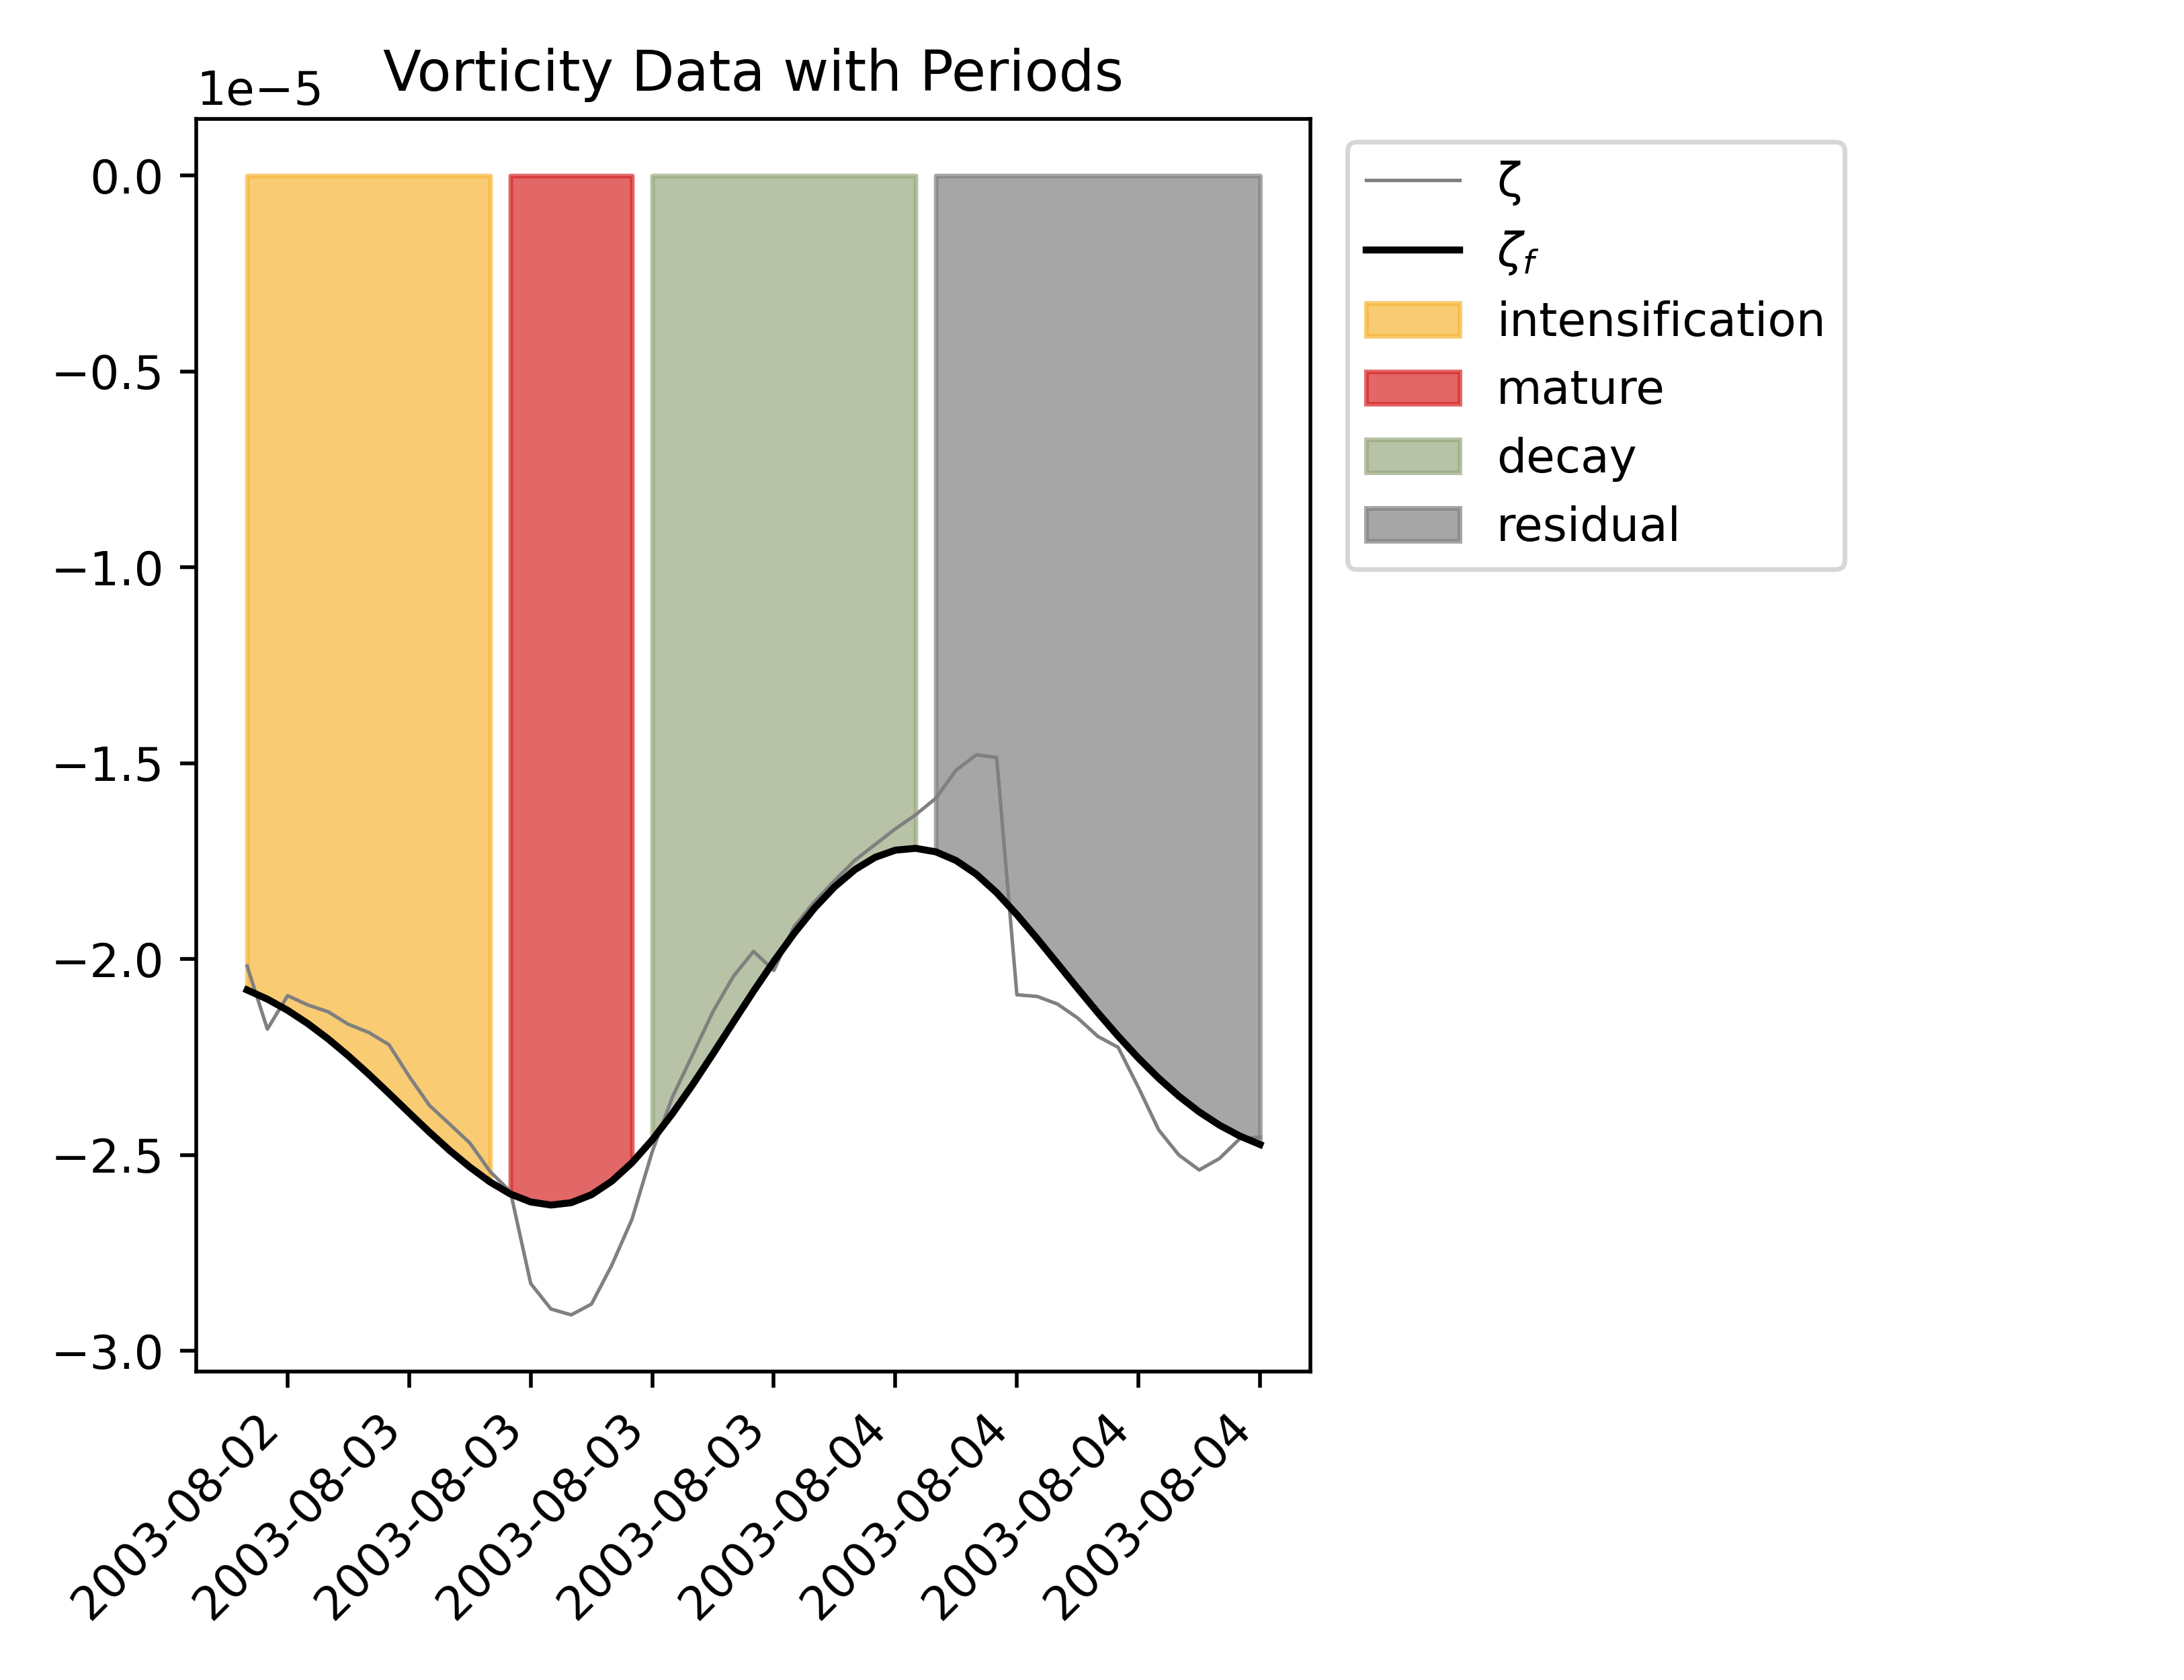 Vorticity Data with Periods
1e−5
0.0
−0.5
−1.0
−1.5
−2.0
−2.5
−3.0
2003-08-02
2003-08-03
2003-08-03
2003-08-03
2003-08-03
2003-08-04
2003-08-04
2003-08-04
2003-08-04
ζ
ζf
intensification
mature
decay
residual